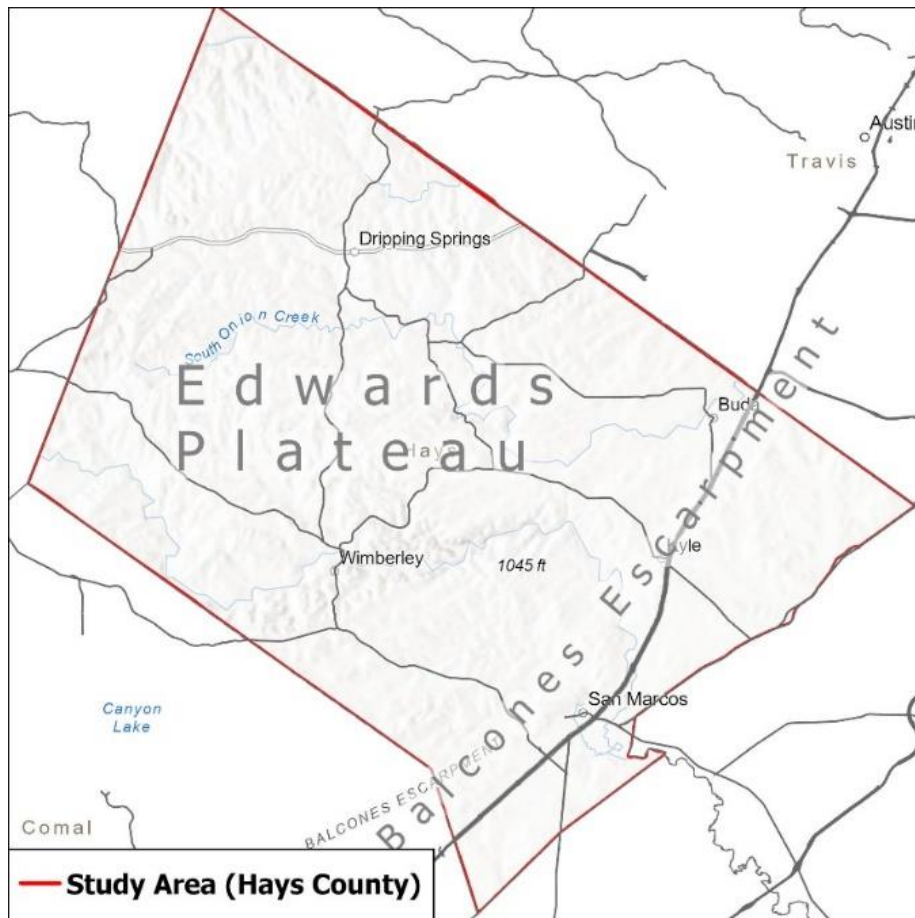 Austin
Travis
Dripping Springs
South Onion Creek
Edwards
Plateau
Hays
Buda
Balcones Escarpment
Kyle
Wimberley
1045 ft
San Marcos
Canyon
Lake
BALCONES ESCARPMENT
Comal
Study Area (Hays County)